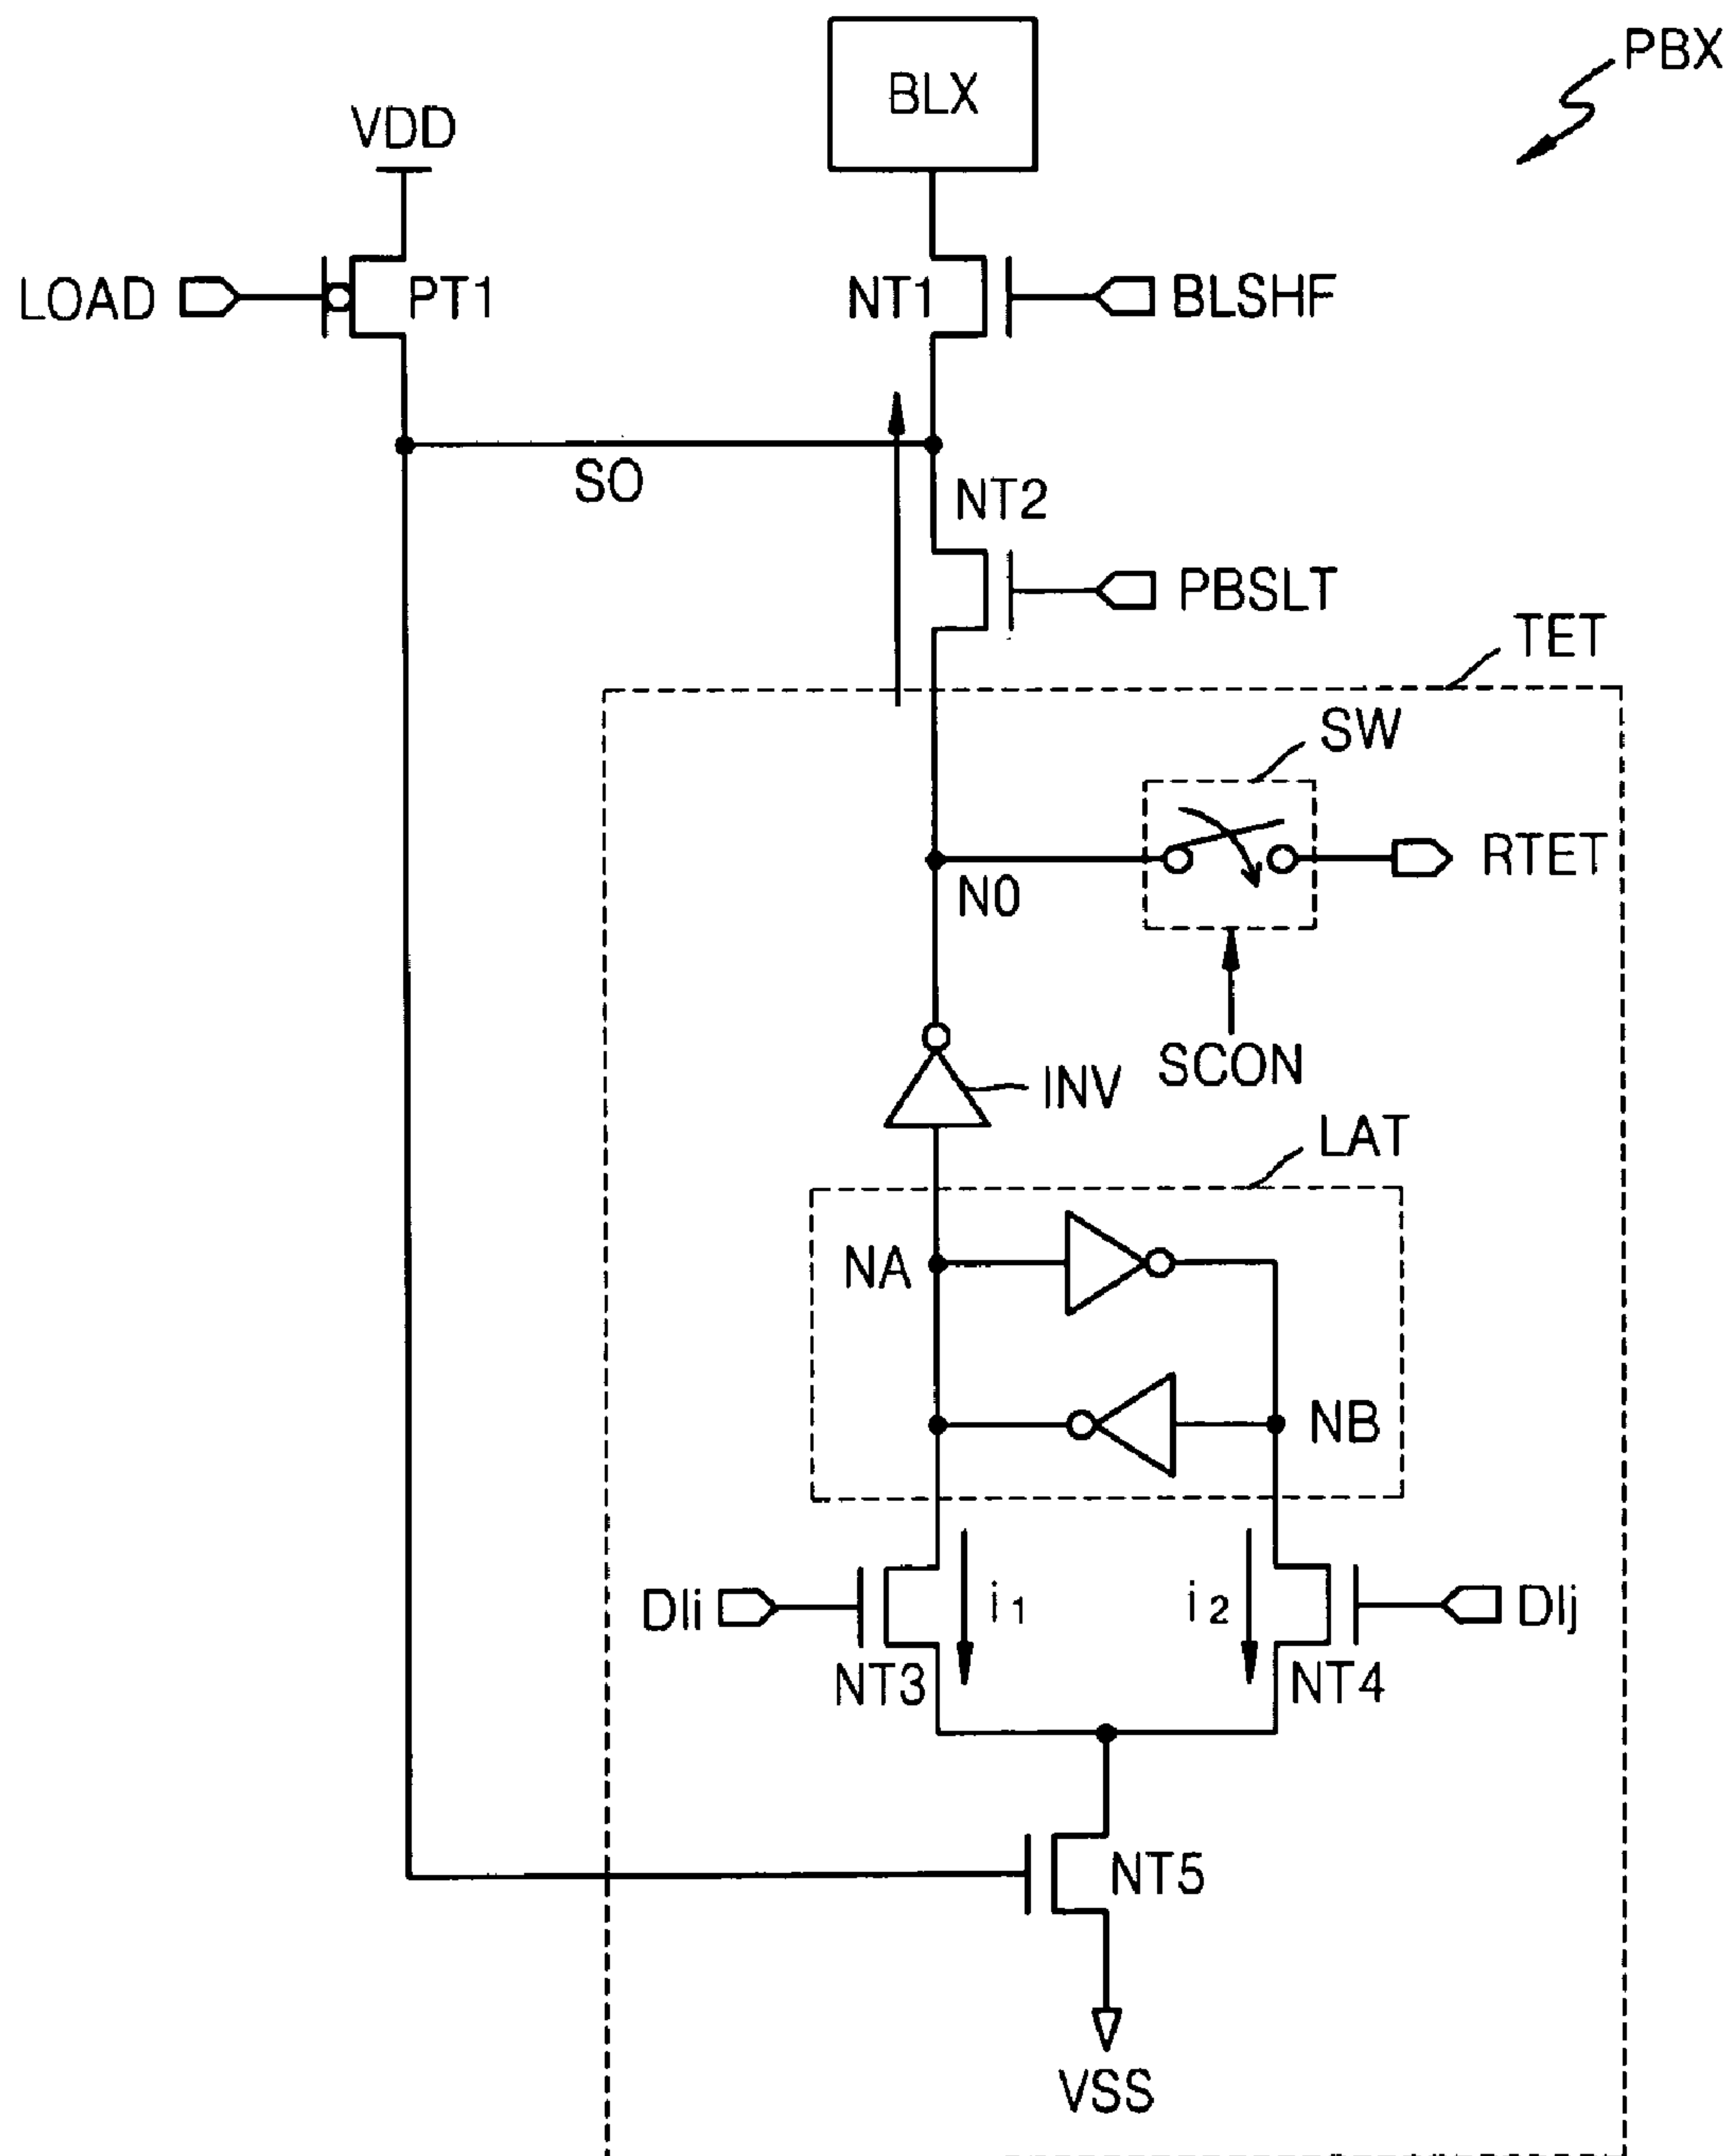 PBX
BLX
VDD
LOAD
PT1
NT1
BLSHF
SO
NT2
PBSLT
TET
SW
RTET
N0
SCON
INV
LAT
NA
NB
DIi
i1
i2
DIj
NT3
NT4
NT5
VSS